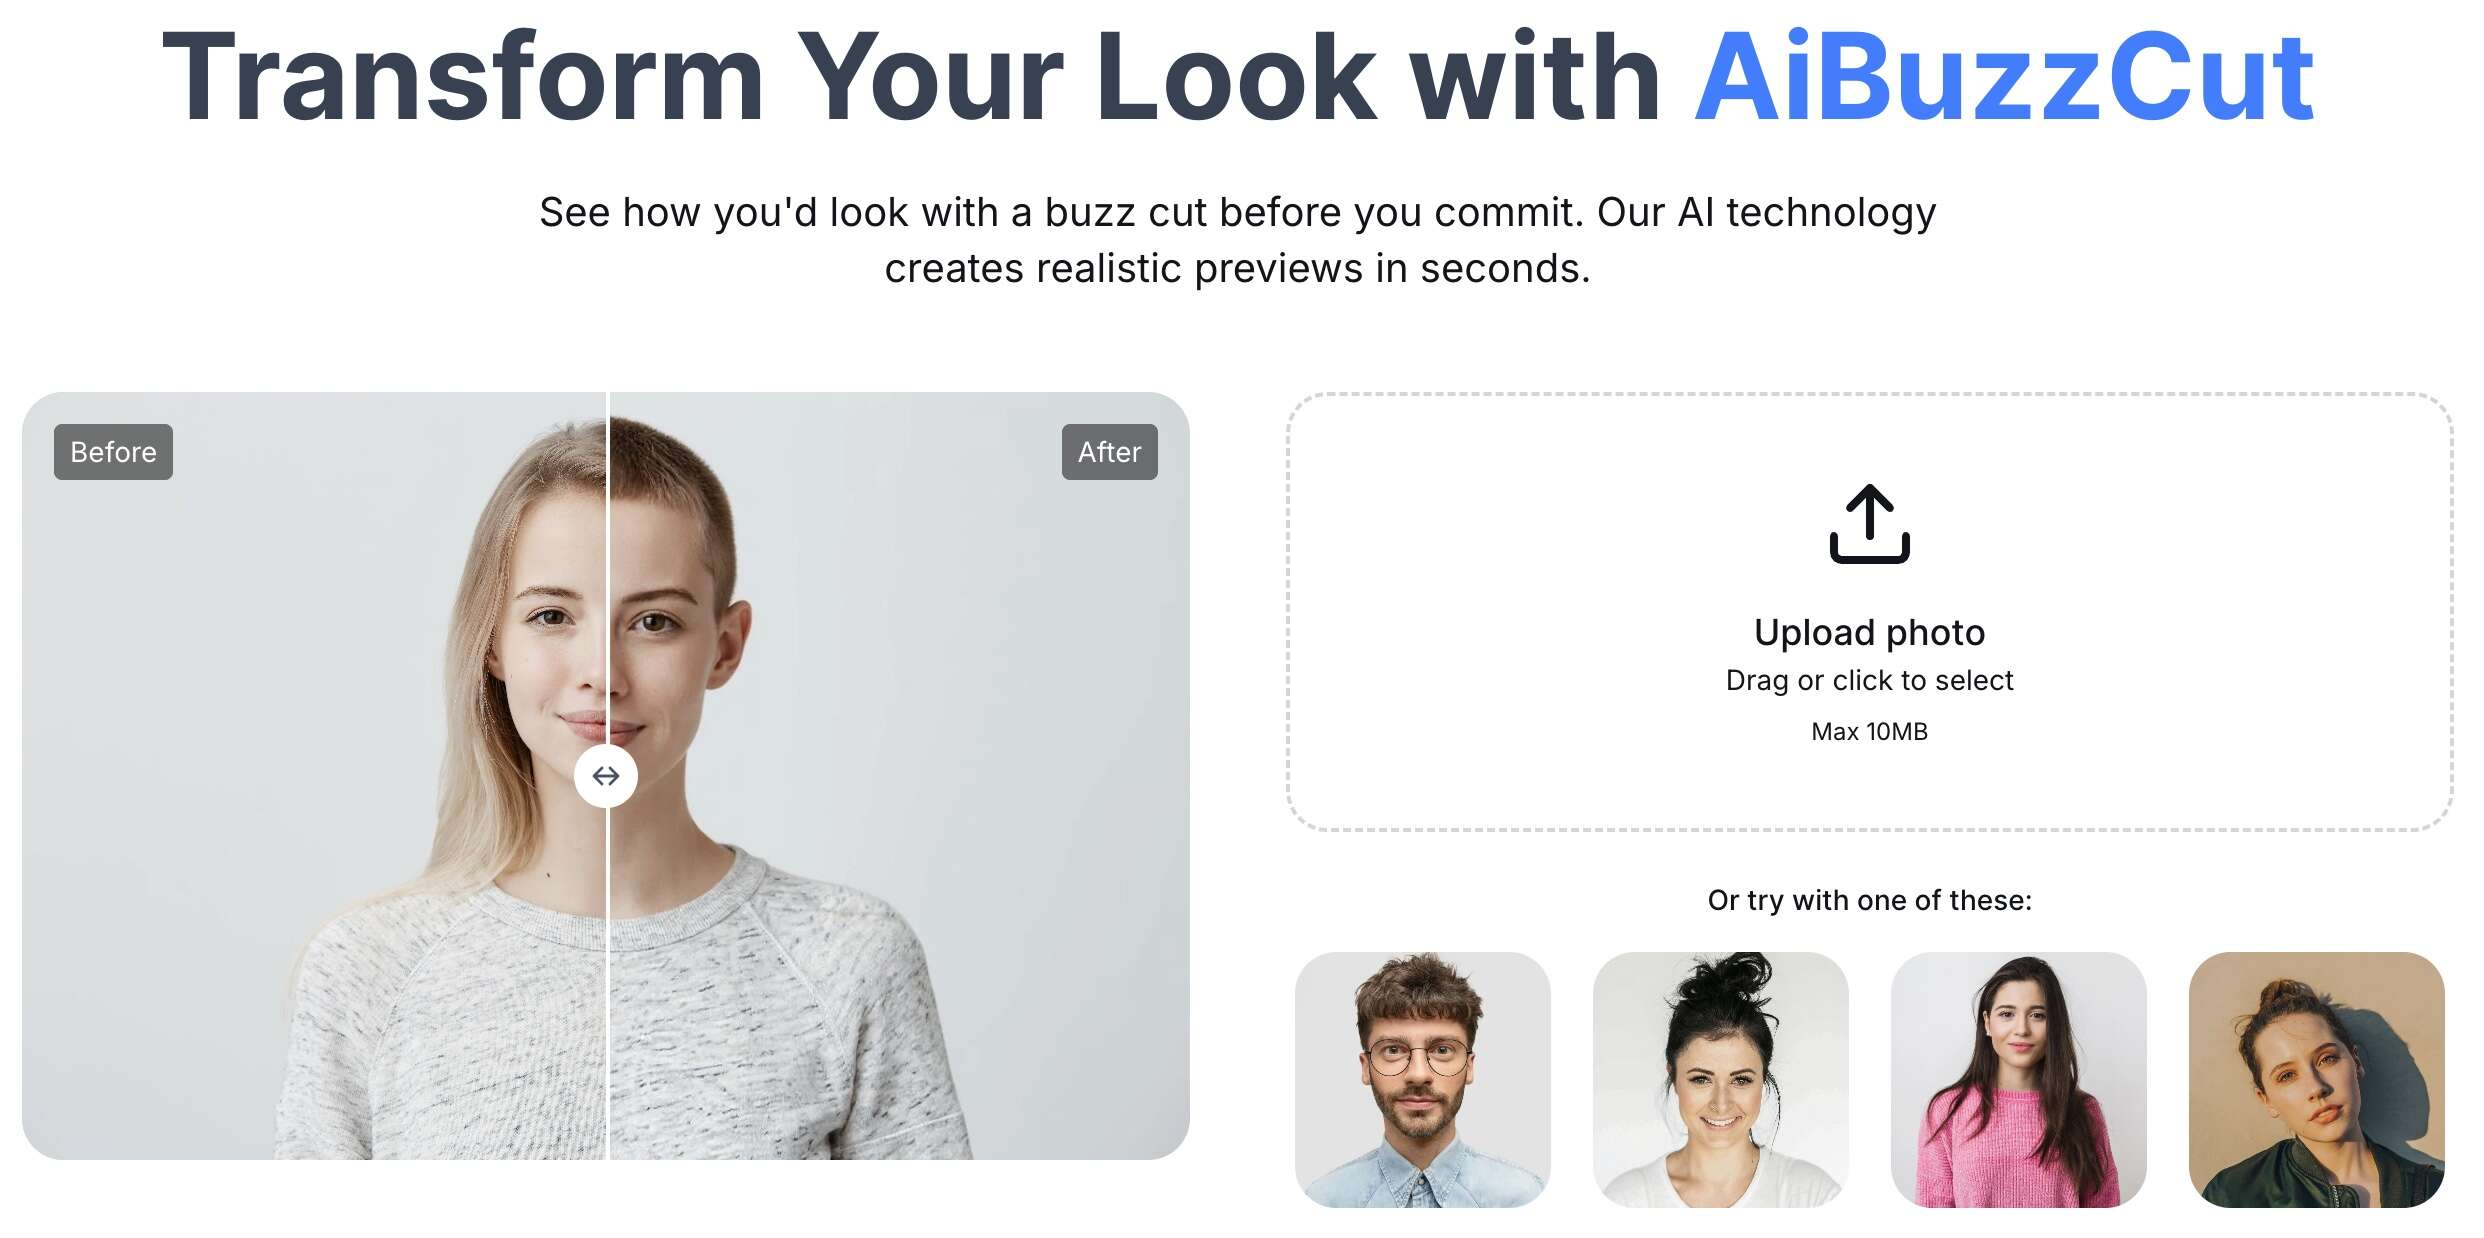 Transform Your Look with AiBuzzCut
See how you'd look with a buzz cut before you commit. Our AI technology
creates realistic previews in seconds.
Before
After
Upload photo
Drag or click to select
Max 10MB
Or try with one of these: